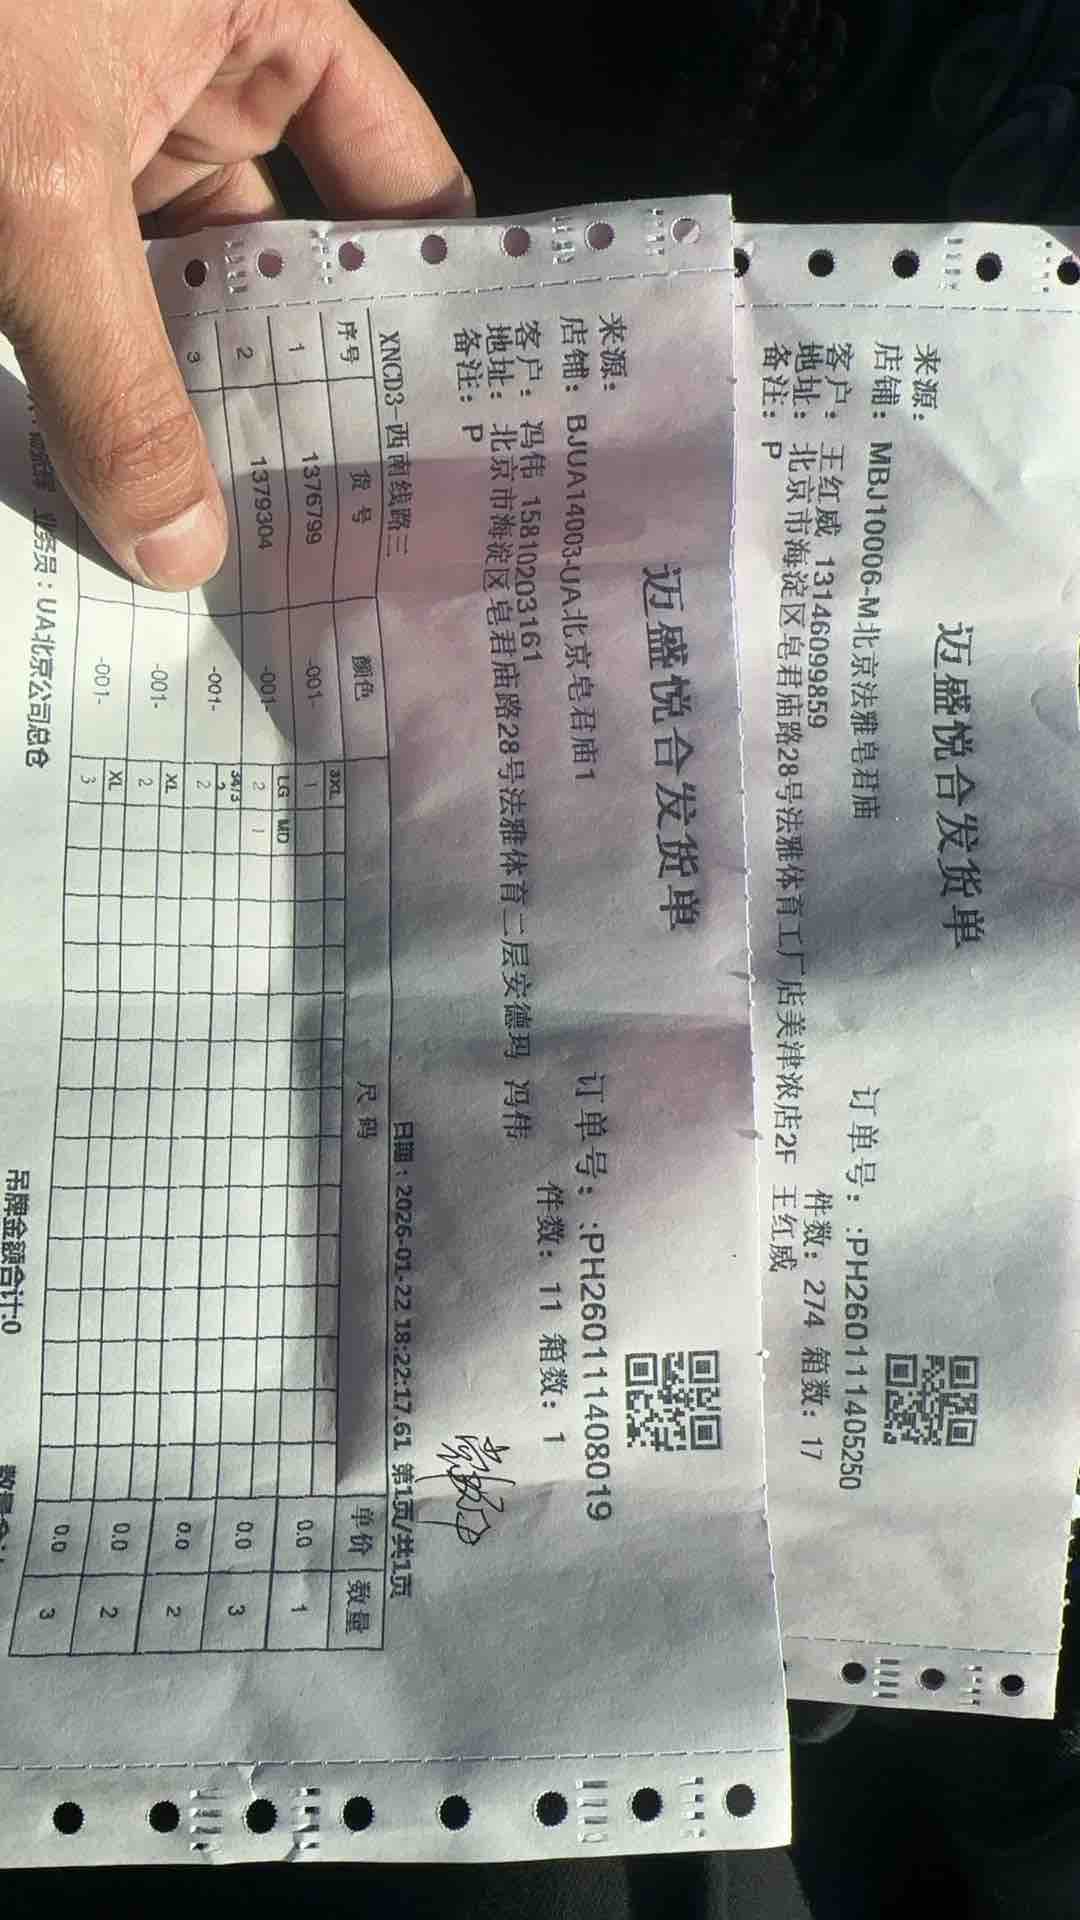 迈盛悦合发货单
来源：
店铺：MBJ10006-M北京法雅皂君庙
订单号：:PH260111405250
客户：王红威 13146099859
件数：274 箱数：17
地址：北京市海淀区皂君庙路28号法雅体育工厂店美津浓店2F 王红威
备注：P
迈盛悦合发货单
来源：
店铺：BJUA14003-UA北京皂君庙1
订单号：:PH260111408019
客户：冯伟 15810203161
件数：11 箱数：1
地址：北京市海淀区皂君庙路28号法雅体育二层安德玛 冯伟
备注：P
XNCD3-西南线路三 日期：2026-01-22 18:22:17.61 第1页/共1页
序号 货号 颜色 尺码 单价 数量
3XL
1 1376799 -001- 1 0.0 1
LG MD
2 1379304 -001- 2 1 0.0 3
34/3
3 -001- 2 0.0 2
XL
-001- 2 0.0 2
XL
-001- 3 0.0 3
业务员：UA北京公司总仓 吊牌金额合计:0